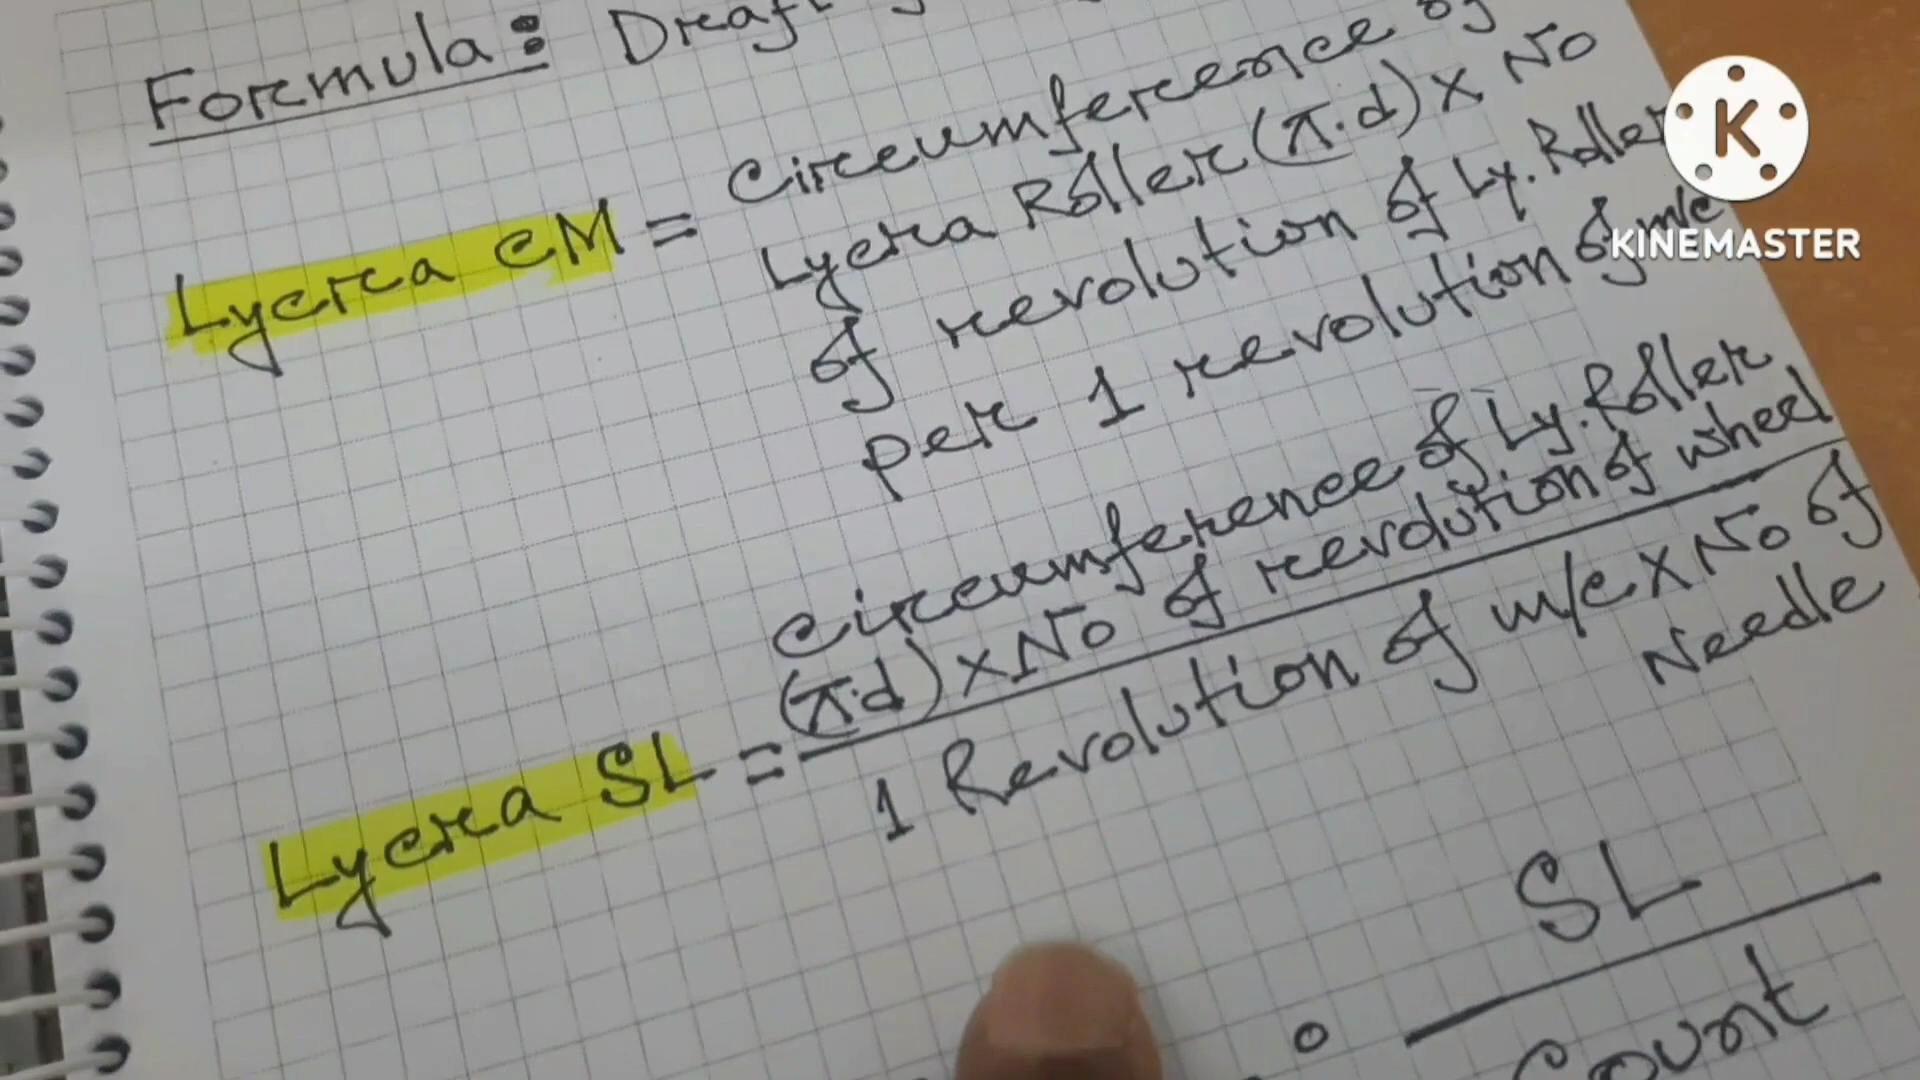 Formula: Draft
Circumference of
Lycra CM = Lycra Roller (π.d) x No
of revolution of Ly. Roller
per 1 revolution of m/c
Circumference of Ly. Roller
(π.d) x No of revolution of wheel
Lycra SL =
1 Revolution of m/c x No of
Needle
SL
Count
K
KINEMASTER